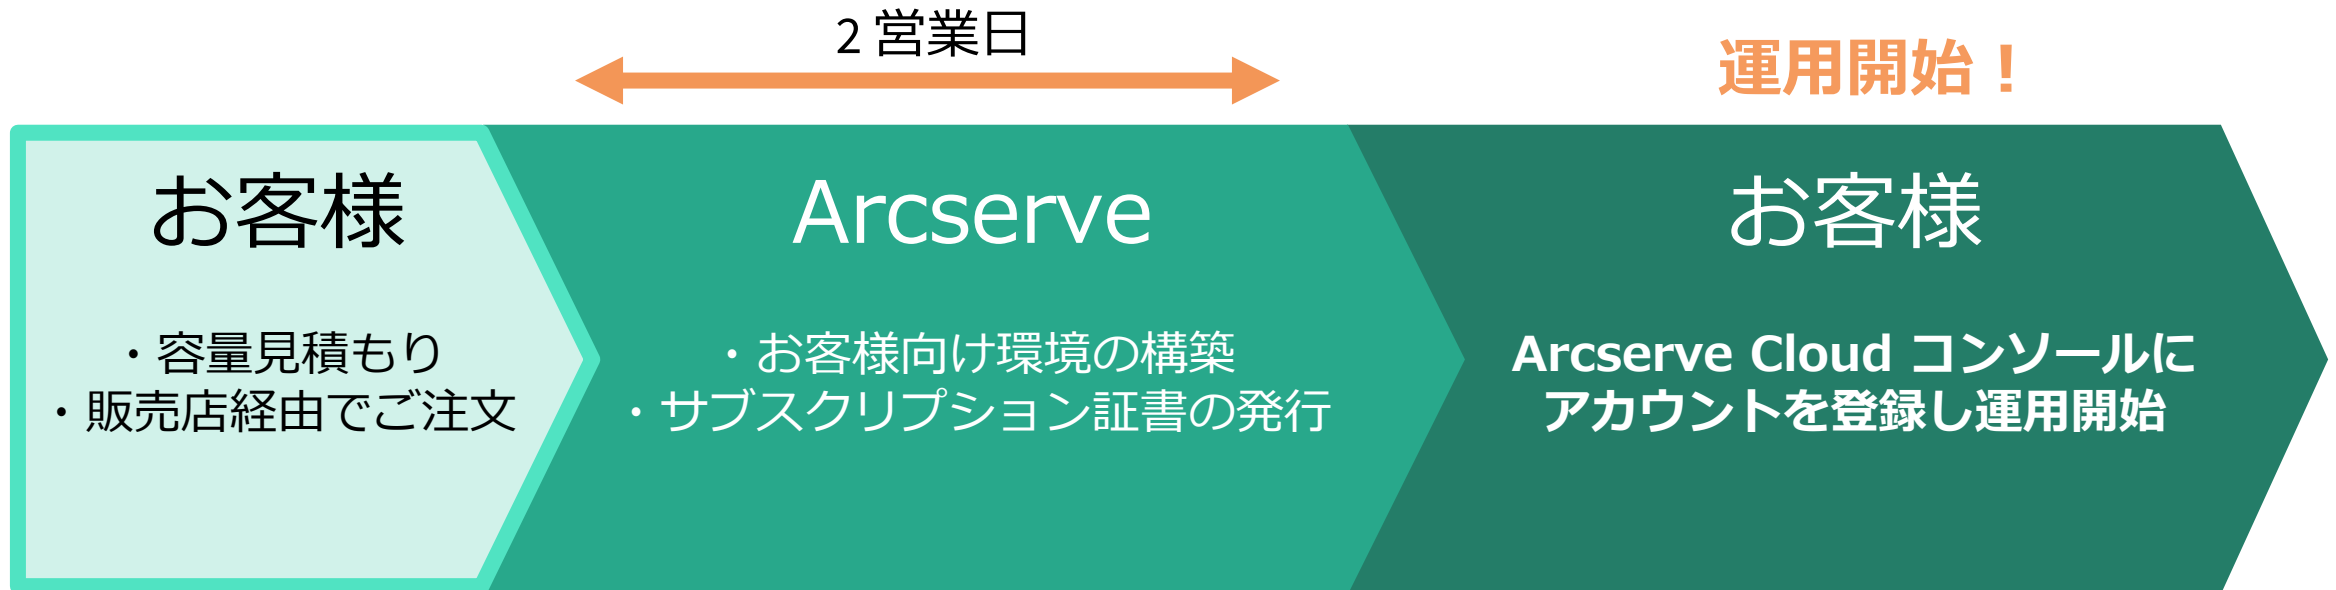 2 営業日
運用開始！
お客様
・容量見積もり
・販売店経由でご注文
Arcserve
・お客様向け環境の構築
・サブスクリプション証書の発行
お客様
Arcserve Cloud コンソールに
アカウントを登録し運用開始